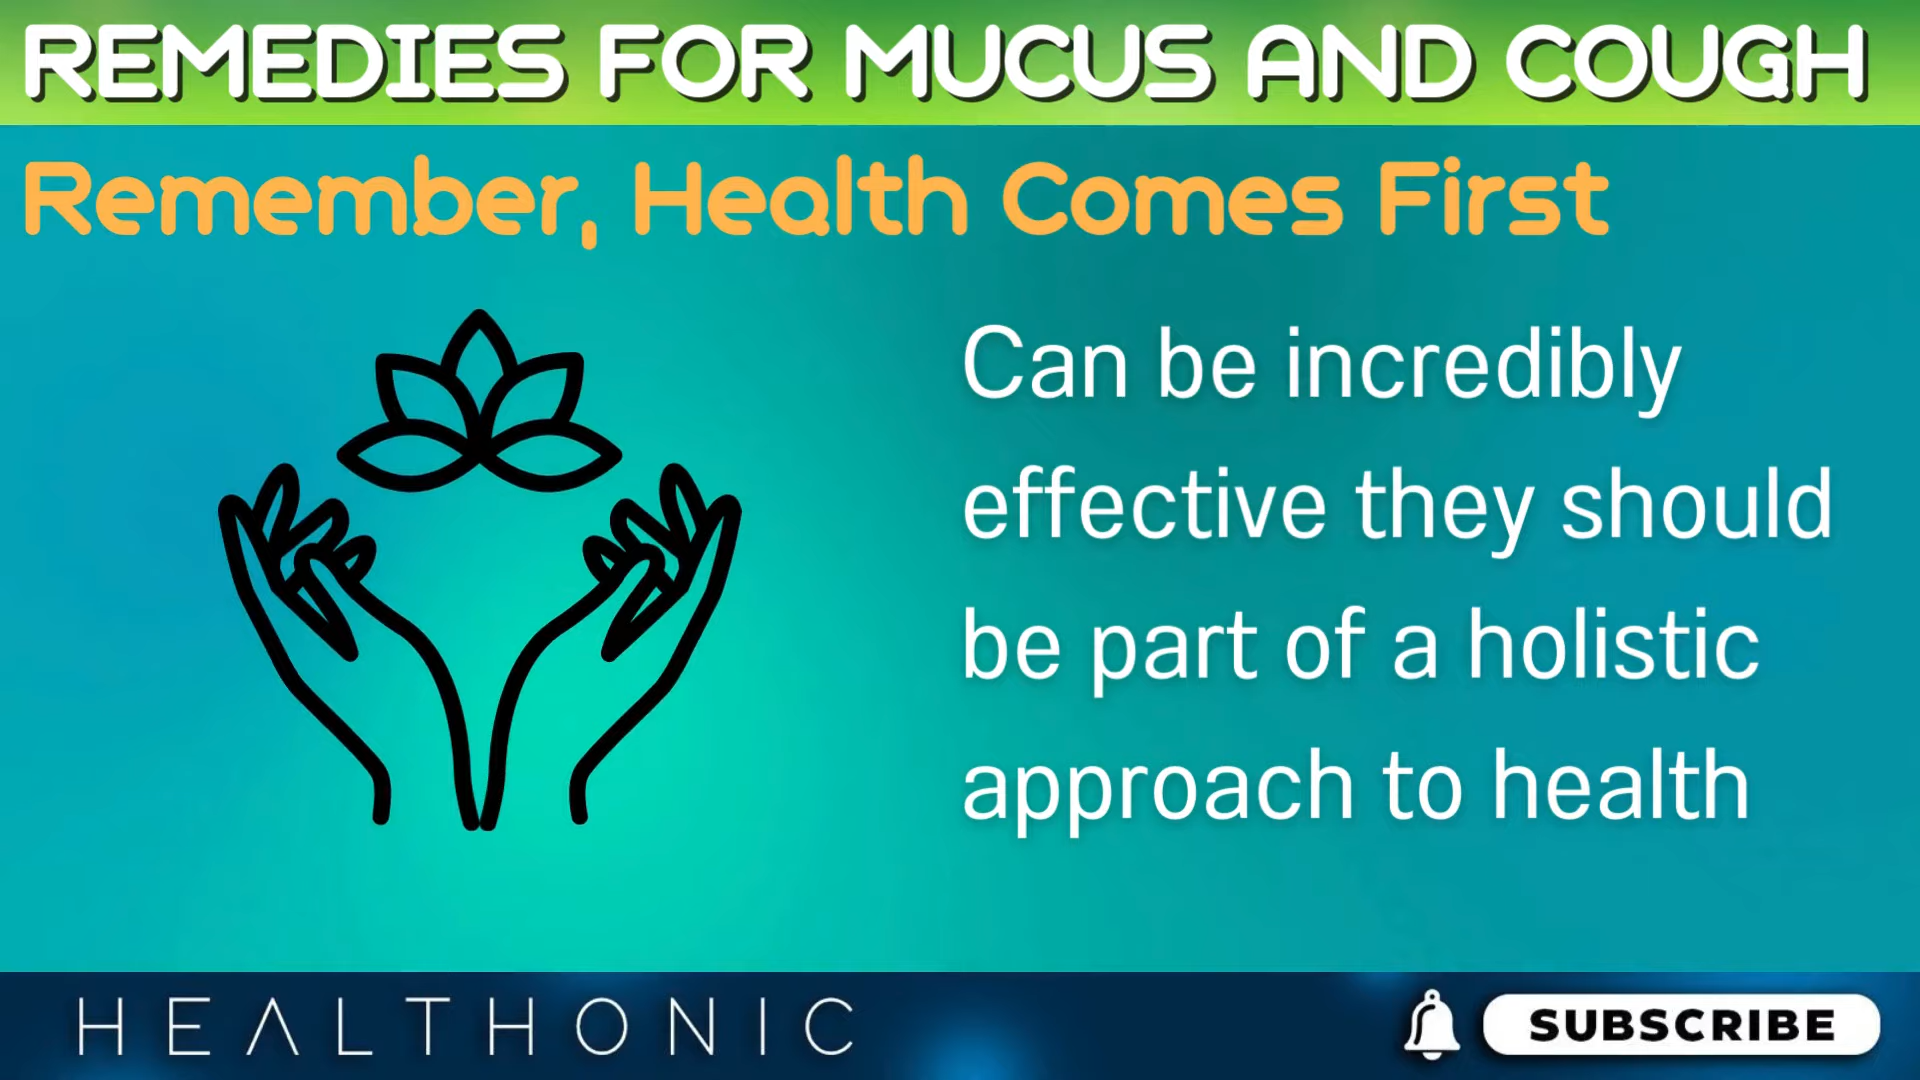 REMEDIES FOR MUCUS AND COUGH
Remember, Health Comes First
Can be incredibly
effective they should
be part of a holistic
approach to health
HEALTHONIC
SUBSCRIBE